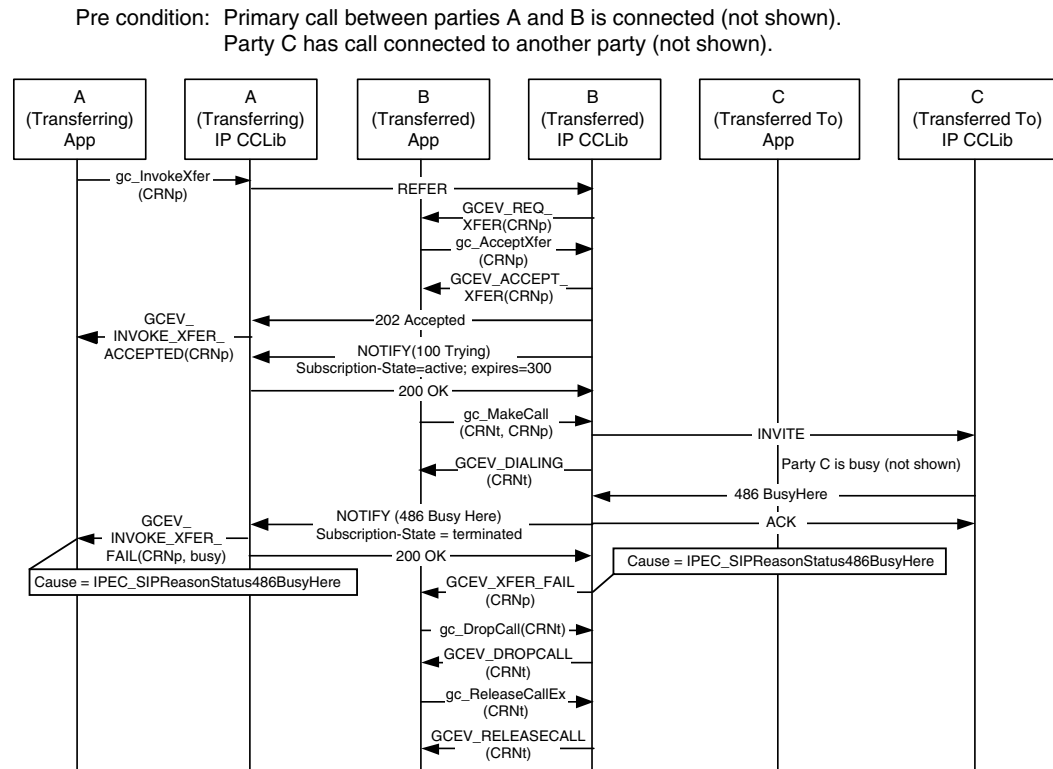 Pre condition: Primary call between parties A and B is connected (not shown).
Party C has call connected to another party (not shown).
A
(Transferring)
App
A
(Transferring)
IP CCLib
B
(Transferred)
App
B
(Transferred)
IP CCLib
C
(Transferred To)
App
C
(Transferred To)
IP CCLib
gc_InvokeXfer
(CRNp)
REFER
GCEV_REQ_
XFER(CRNp)
gc_AcceptXfer
(CRNp)
GCEV_ACCEPT_
XFER(CRNp)
202 Accepted
GCEV_
INVOKE_XFER_
ACCEPTED(CRNp)
NOTIFY(100 Trying)
Subscription-State=active; expires=300
200 OK
gc_MakeCall
(CRNt, CRNp)
INVITE
Party C is busy (not shown)
GCEV_DIALING
(CRNt)
486 BusyHere
NOTIFY (486 Busy Here)
Subscription-State = terminated
ACK
GCEV_
INVOKE_XFER_
FAIL(CRNp, busy)
200 OK
Cause = IPEC_SIPReasonStatus486BusyHere
Cause = IPEC_SIPReasonStatus486BusyHere
GCEV_XFER_FAIL
(CRNp)
gc_DropCall(CRNt)
GCEV_DROPCALL
(CRNt)
gc_ReleaseCallEx
(CRNt)
GCEV_RELEASECALL
(CRNt)